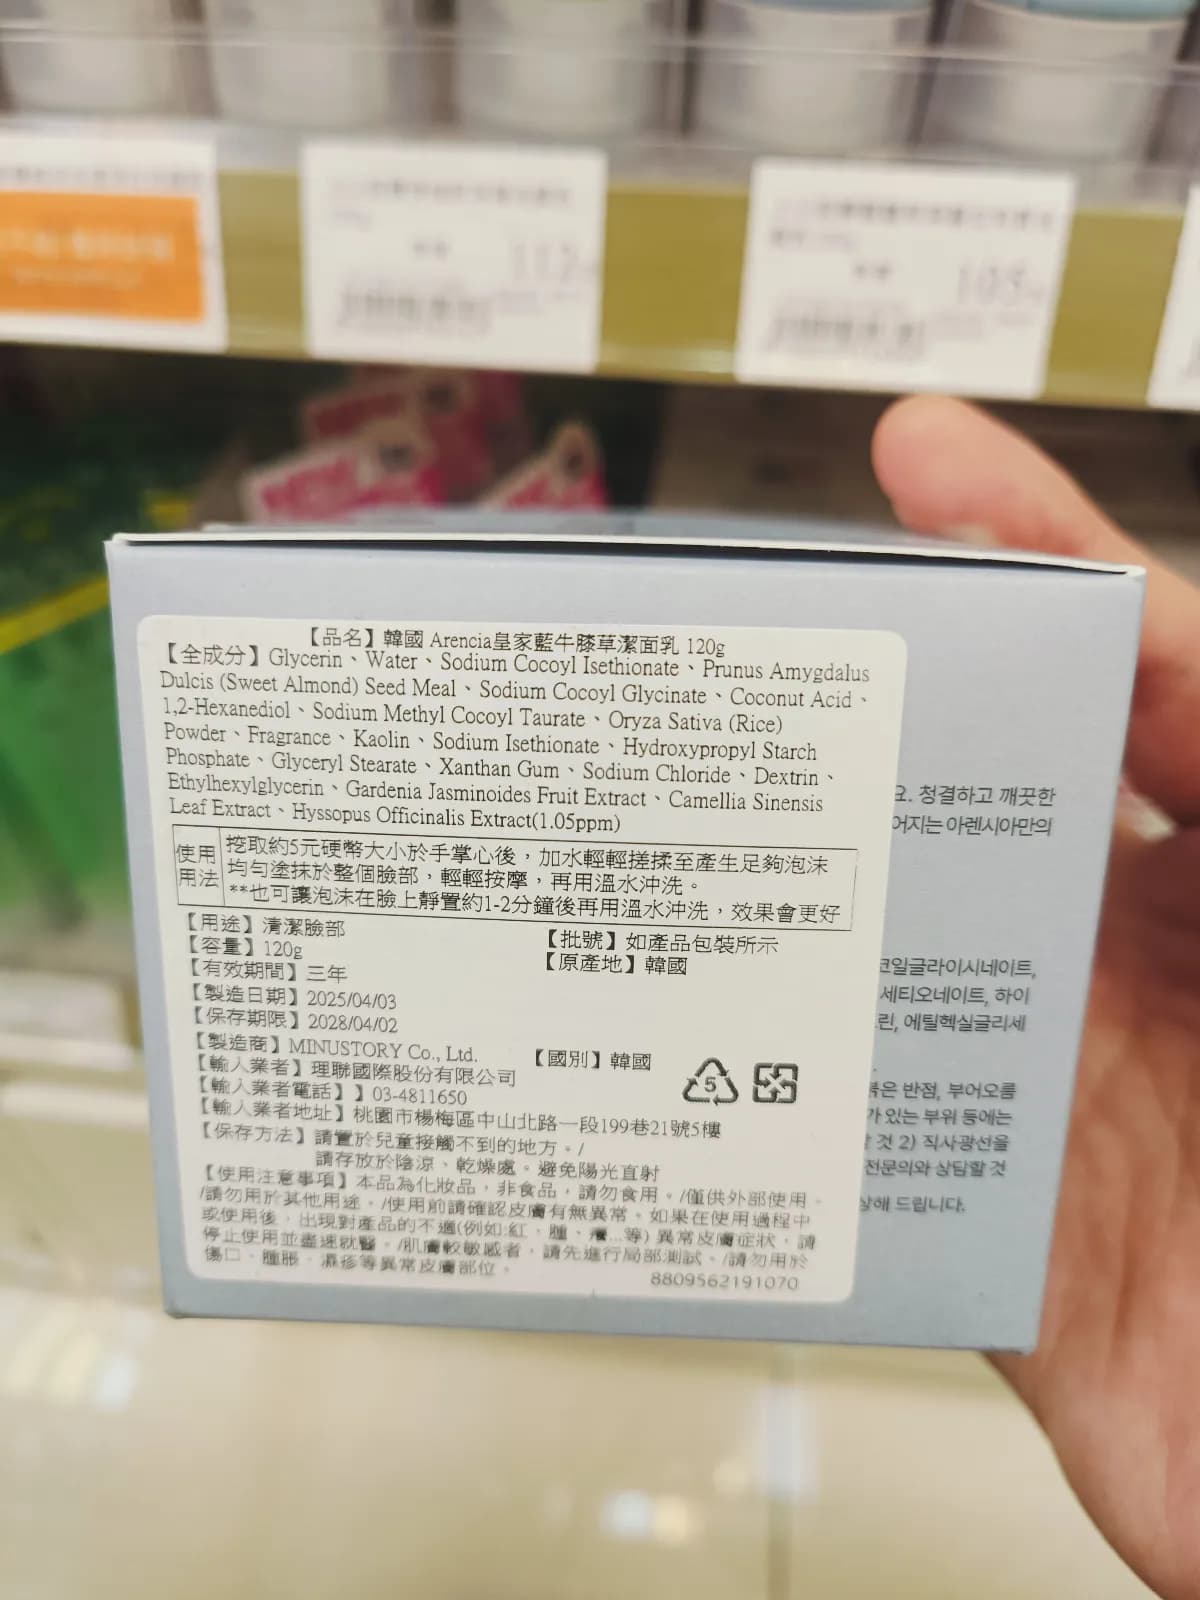 112
105
【品名】韓國 Arencia皇家藍牛膝草潔面乳 120g
【全成分】Glycerin、Water、Sodium Cocoyl Isethionate、Prunus Amygdalus
Dulcis (Sweet Almond) Seed Meal、Sodium Cocoyl Glycinate、Coconut Acid、
1,2-Hexanediol、Sodium Methyl Cocoyl Taurate、Oryza Sativa (Rice)
Powder、Fragrance、Kaolin、Sodium Isethionate、Hydroxypropyl Starch
Phosphate、Glyceryl Stearate、Xanthan Gum、Sodium Chloride、Dextrin、
Ethylhexylglycerin、Gardenia Jasminoides Fruit Extract、Camellia Sinensis
Leaf Extract、Hyssopus Officinalis Extract(1.05ppm)
使用用法
挖取約5元硬幣大小於手掌心後，加水輕輕搓揉至產生足夠泡沫
均勻塗抹於整個臉部，輕輕按摩，再用溫水沖洗。
**也可讓泡沫在臉上靜置約1-2分鐘後再用溫水沖洗，效果會更好
【用途】清潔臉部
【容量】120g 【批號】如產品包裝所示
【有效期間】三年 【原產地】韓國
【製造日期】2025/04/03
【保存期限】2028/04/02
【製造商】MINUSTORY Co., Ltd. 【國別】韓國
【輸入業者】理聯國際股份有限公司
【輸入業者電話】】03-4811650
【輸入業者地址】桃園市楊梅區中山北路一段199巷21號5樓
【保存方法】請置於兒童接觸不到的地方。/
請存放於陰涼、乾燥處。避免陽光直射
【使用注意事項】本品為化妝品，非食品，請勿食用。/僅供外部使用。
/請勿用於其他用途。/使用前請確認皮膚有無異常。如果在使用過程中
或使用後，出現對產品的不適(例如:紅、腫、癢...等) 異常皮膚症狀，請
停止使用並盡速就醫。/肌膚較敏感者，請先進行局部測試。/請勿用於
傷口、腫脹、濕疹等異常皮膚部位。
8809562191070
5
요. 청결하고 깨끗한
어지는 아렌시아만의
코일글라이시네이트,
세티오네이트, 하이
린, 에틸헥실글리세
붉은 반점, 부어오름
가 있는 부위 등에는
것 2) 직사광선을
전문의와 상담할 것
상해 드립니다.